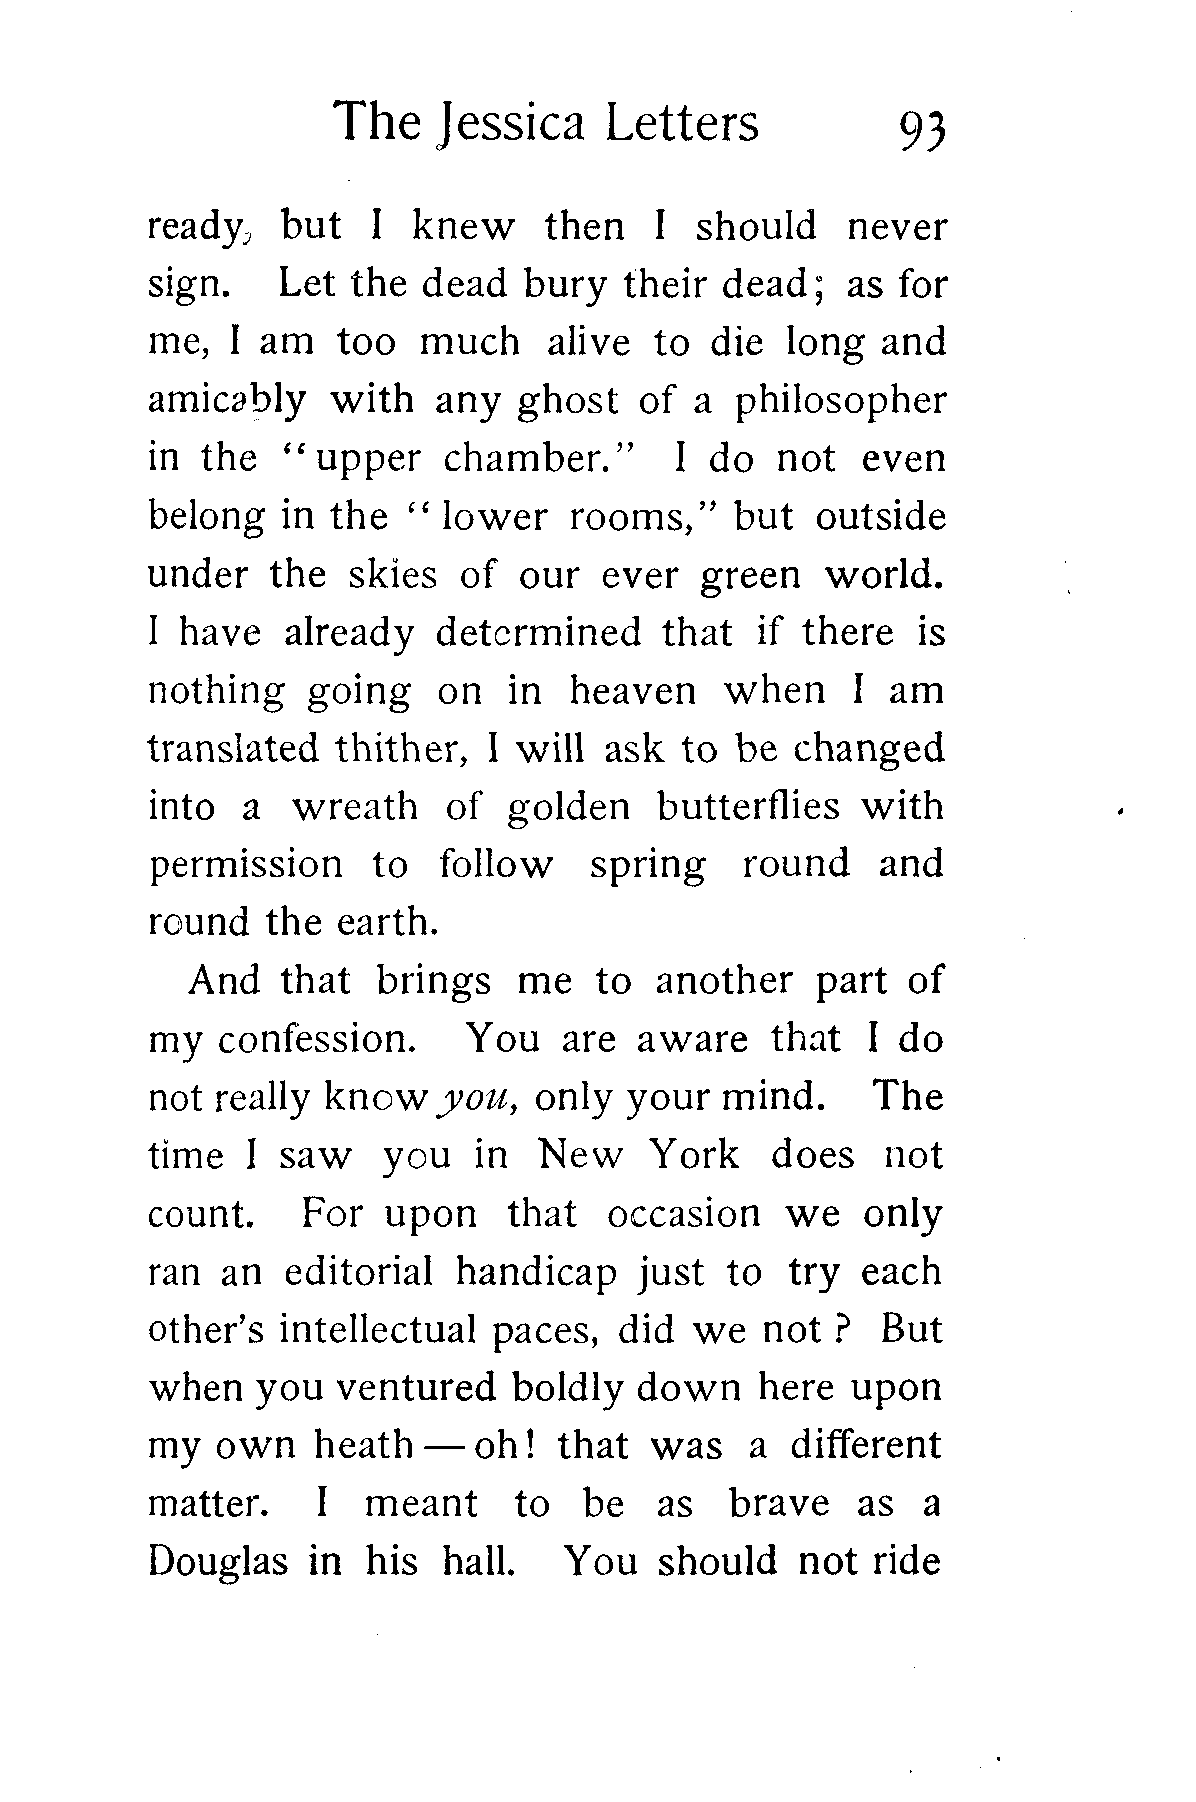 The Jessica Letters 93
ready, but I knew then I should never
sign. Let the dead bury their dead; as for
me, I am too much alive to die long and
amicably with any ghost of a philosopher
in the “upper chamber.” I do not even
belong in the “lower rooms,” but outside
under the skies of our ever green world.
I have already determined that if there is
nothing going on in heaven when I am
translated thither, I will ask to be changed
into a wreath of golden butterflies with
permission to follow spring round and
round the earth.
And that brings me to another part of
my confession. You are aware that I do
not really know you, only your mind. The
time I saw you in New York does not
count. For upon that occasion we only
ran an editorial handicap just to try each
other's intellectual paces, did we not ? But
when you ventured boldly down here upon
my own heath — oh! that was a different
matter. I meant to be as brave as a
Douglas in his hall. You should not ride